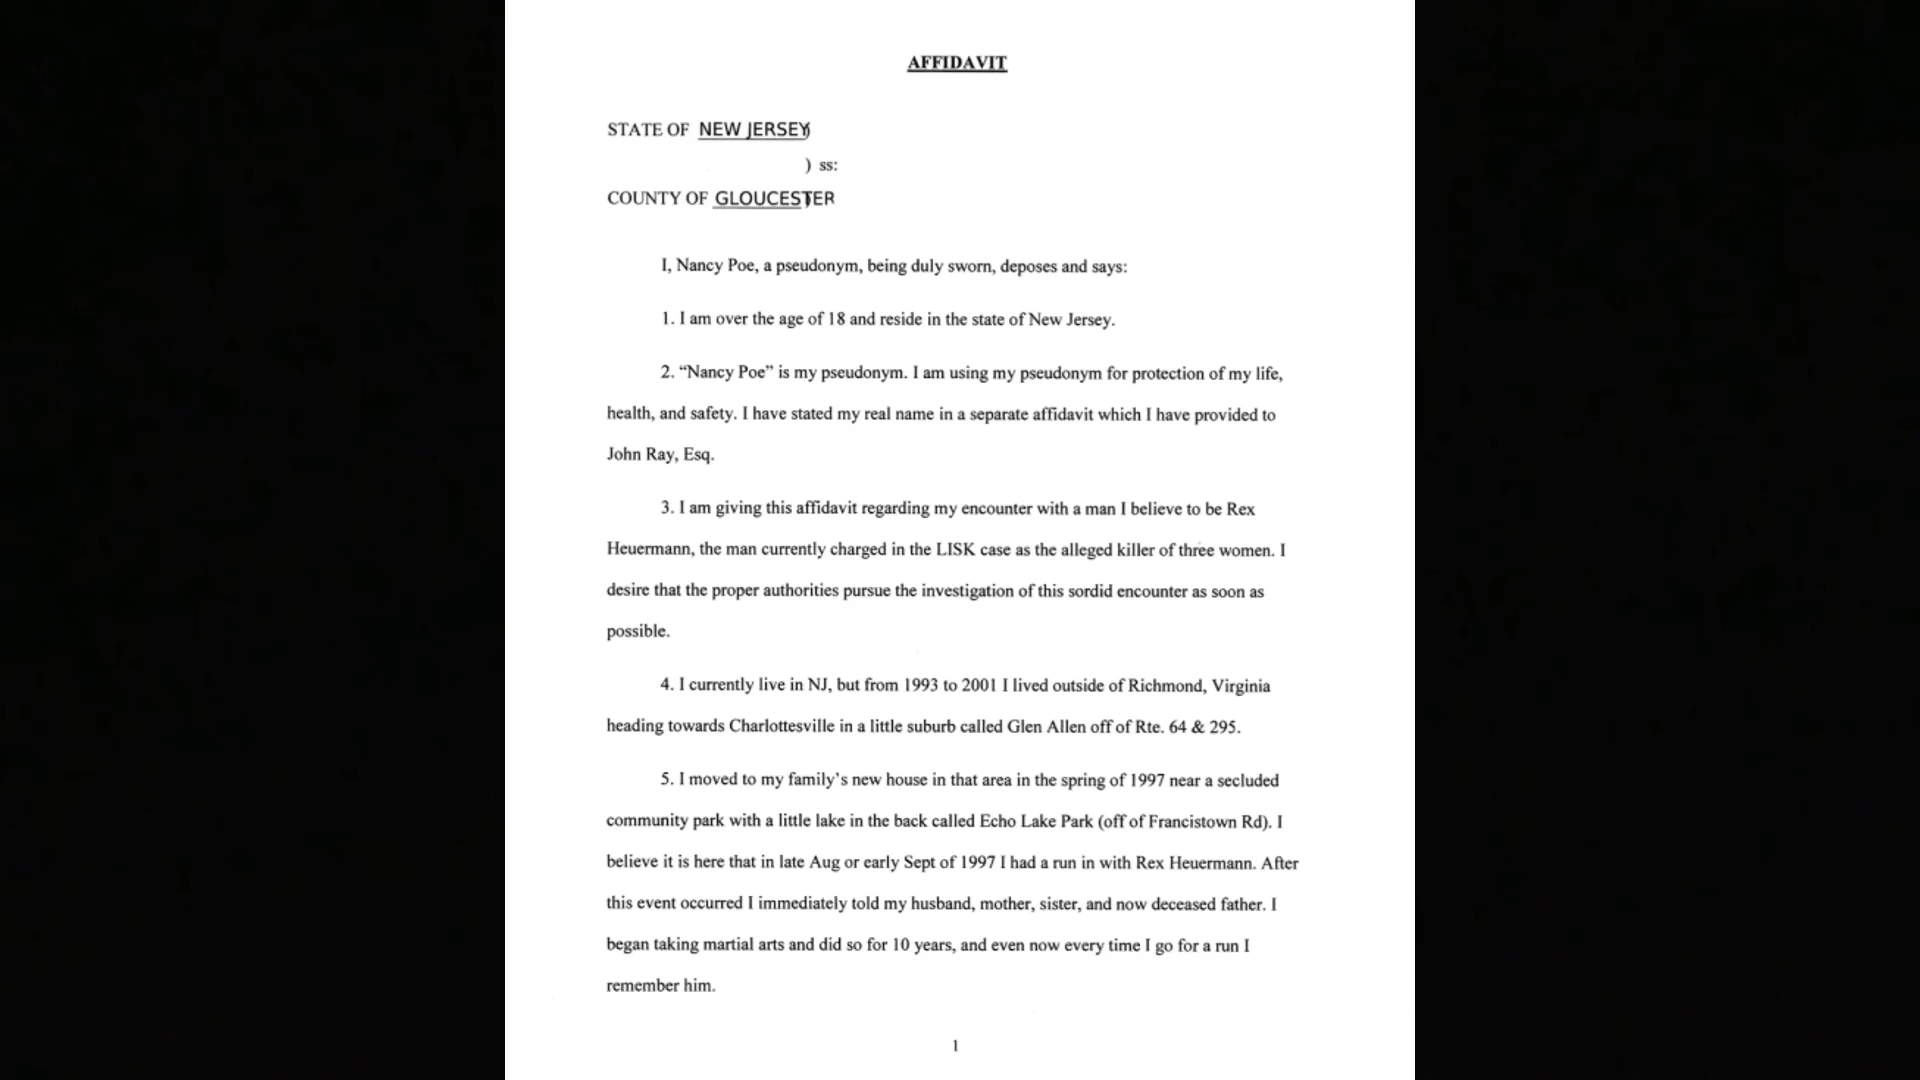 AFFIDAVIT
STATE OF NEW JERSEY)
) ss:
COUNTY OF GLOUCESTER
I, Nancy Poe, a pseudonym, being duly sworn, deposes and says:
1. I am over the age of 18 and reside in the state of New Jersey.
2. “Nancy Poe” is my pseudonym. I am using my pseudonym for protection of my life,
health, and safety. I have stated my real name in a separate affidavit which I have provided to
John Ray, Esq.
3. I am giving this affidavit regarding my encounter with a man I believe to be Rex
Heuermann, the man currently charged in the LISK case as the alleged killer of three women. I
desire that the proper authorities pursue the investigation of this sordid encounter as soon as
possible.
4. I currently live in NJ, but from 1993 to 2001 I lived outside of Richmond, Virginia
heading towards Charlottesville in a little suburb called Glen Allen off of Rte. 64 & 295.
5. I moved to my family’s new house in that area in the spring of 1997 near a secluded
community park with a little lake in the back called Echo Lake Park (off of Francistown Rd). I
believe it is here that in late Aug or early Sept of 1997 I had a run in with Rex Heuermann. After
this event occurred I immediately told my husband, mother, sister, and now deceased father. I
began taking martial arts and did so for 10 years, and even now every time I go for a run I
remember him.
1